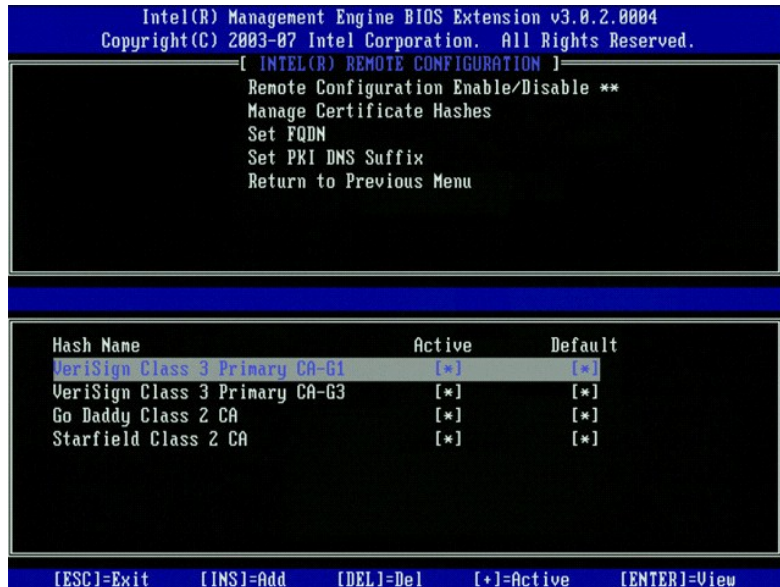 Intel(R) Management Engine BIOS Extension v3.0.2.0004
Copyright(C) 2003-07 Intel Corporation. All Rights Reserved.
[ INTEL(R) REMOTE CONFIGURATION ]
Remote Configuration Enable/Disable **
Manage Certificate Hashes
Set FQDN
Set PKI DNS Suffix
Return to Previous Menu
Hash Name Active Default
VeriSign Class 3 Primary CA-G1 [*] [*]
VeriSign Class 3 Primary CA-G3 [*] [*]
Go Daddy Class 2 CA [*] [*]
Starfield Class 2 CA [*] [*]
[ESC]=Exit [INS]=Add [DEL]=Del [+]=Active [ENTER]=View